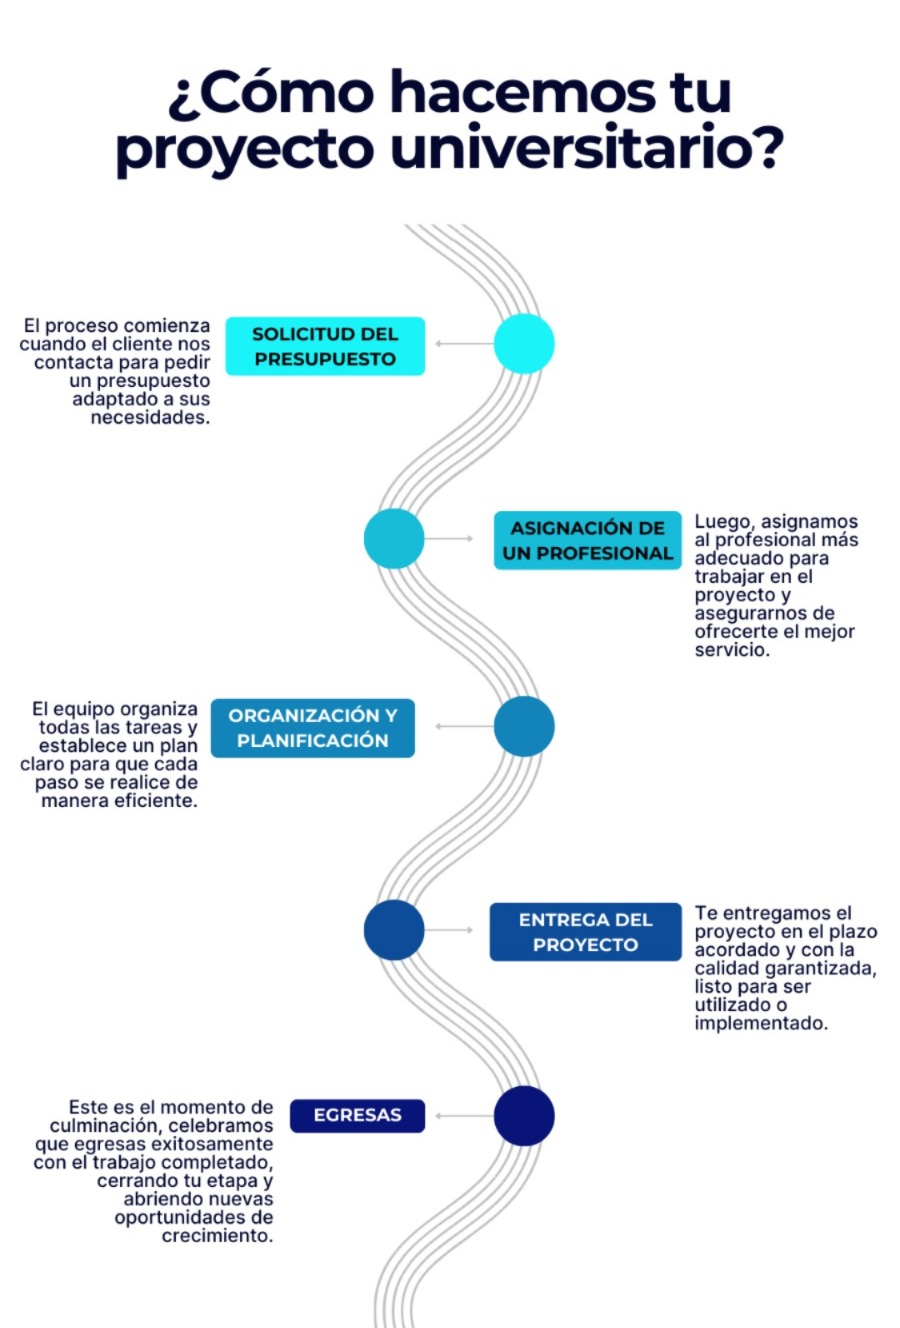 ¿Cómo hacemos tu
proyecto universitario?
El proceso comienza
cuando el cliente nos
contacta para pedir
un presupuesto
adaptado a sus
necesidades.
SOLICITUD DEL
PRESUPUESTO
ASIGNACIÓN DE
UN PROFESIONAL
Luego, asignamos
al profesional más
adecuado para
trabajar en el
proyecto y
asegurarnos de
ofrecerte el mejor
servicio.
El equipo organiza
todas las tareas y
establece un plan
claro para que cada
paso se realice de
manera eficiente.
ORGANIZACIÓN Y
PLANIFICACIÓN
ENTREGA DEL
PROYECTO
Te entregamos el
proyecto en el plazo
acordado y con la
calidad garantizada,
listo para ser
utilizado o
implementado.
Este es el momento de
culminación, celebramos
que egresas exitosamente
con el trabajo completado,
cerrando tu etapa y
abriendo nuevas
oportunidades de
crecimiento.
EGRESAS